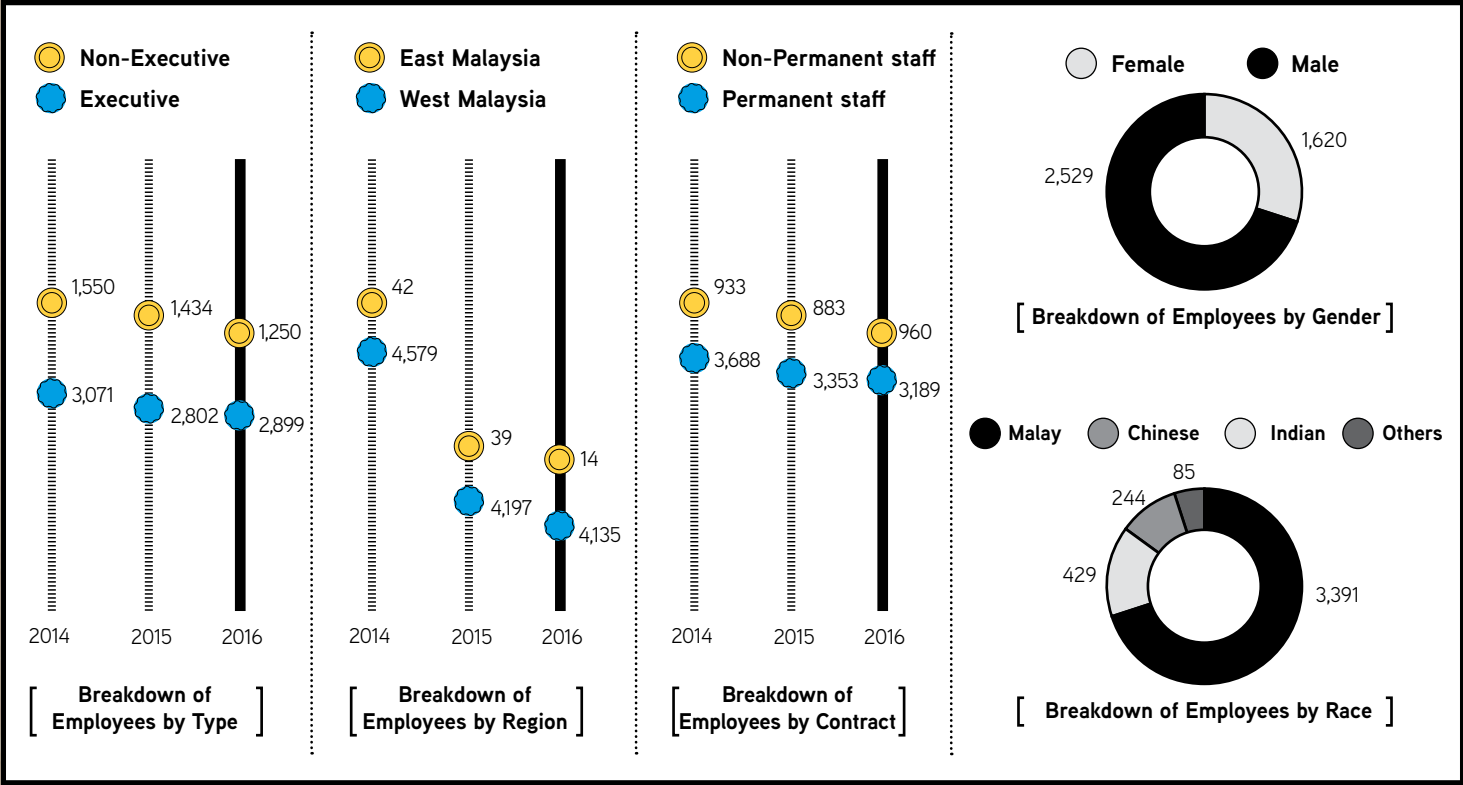 Non-Executive
Executive
1,550
1,434
1,250
3,071
2,802
2,899
2014 2015 2016
[ Breakdown of
Employees by Type ]
East Malaysia
West Malaysia
42
4,579
39
14
4,197
4,135
2014 2015 2016
[ Breakdown of
Employees by Region ]
Non-Permanent staff
Permanent staff
933
883
960
3,688
3,353
3,189
2014 2015 2016
[ Breakdown of
Employees by Contract ]
Female Male
1,620
2,529
[ Breakdown of Employees by Gender ]
Malay Chinese Indian Others
85
244
429
3,391
[ Breakdown of Employees by Race ]